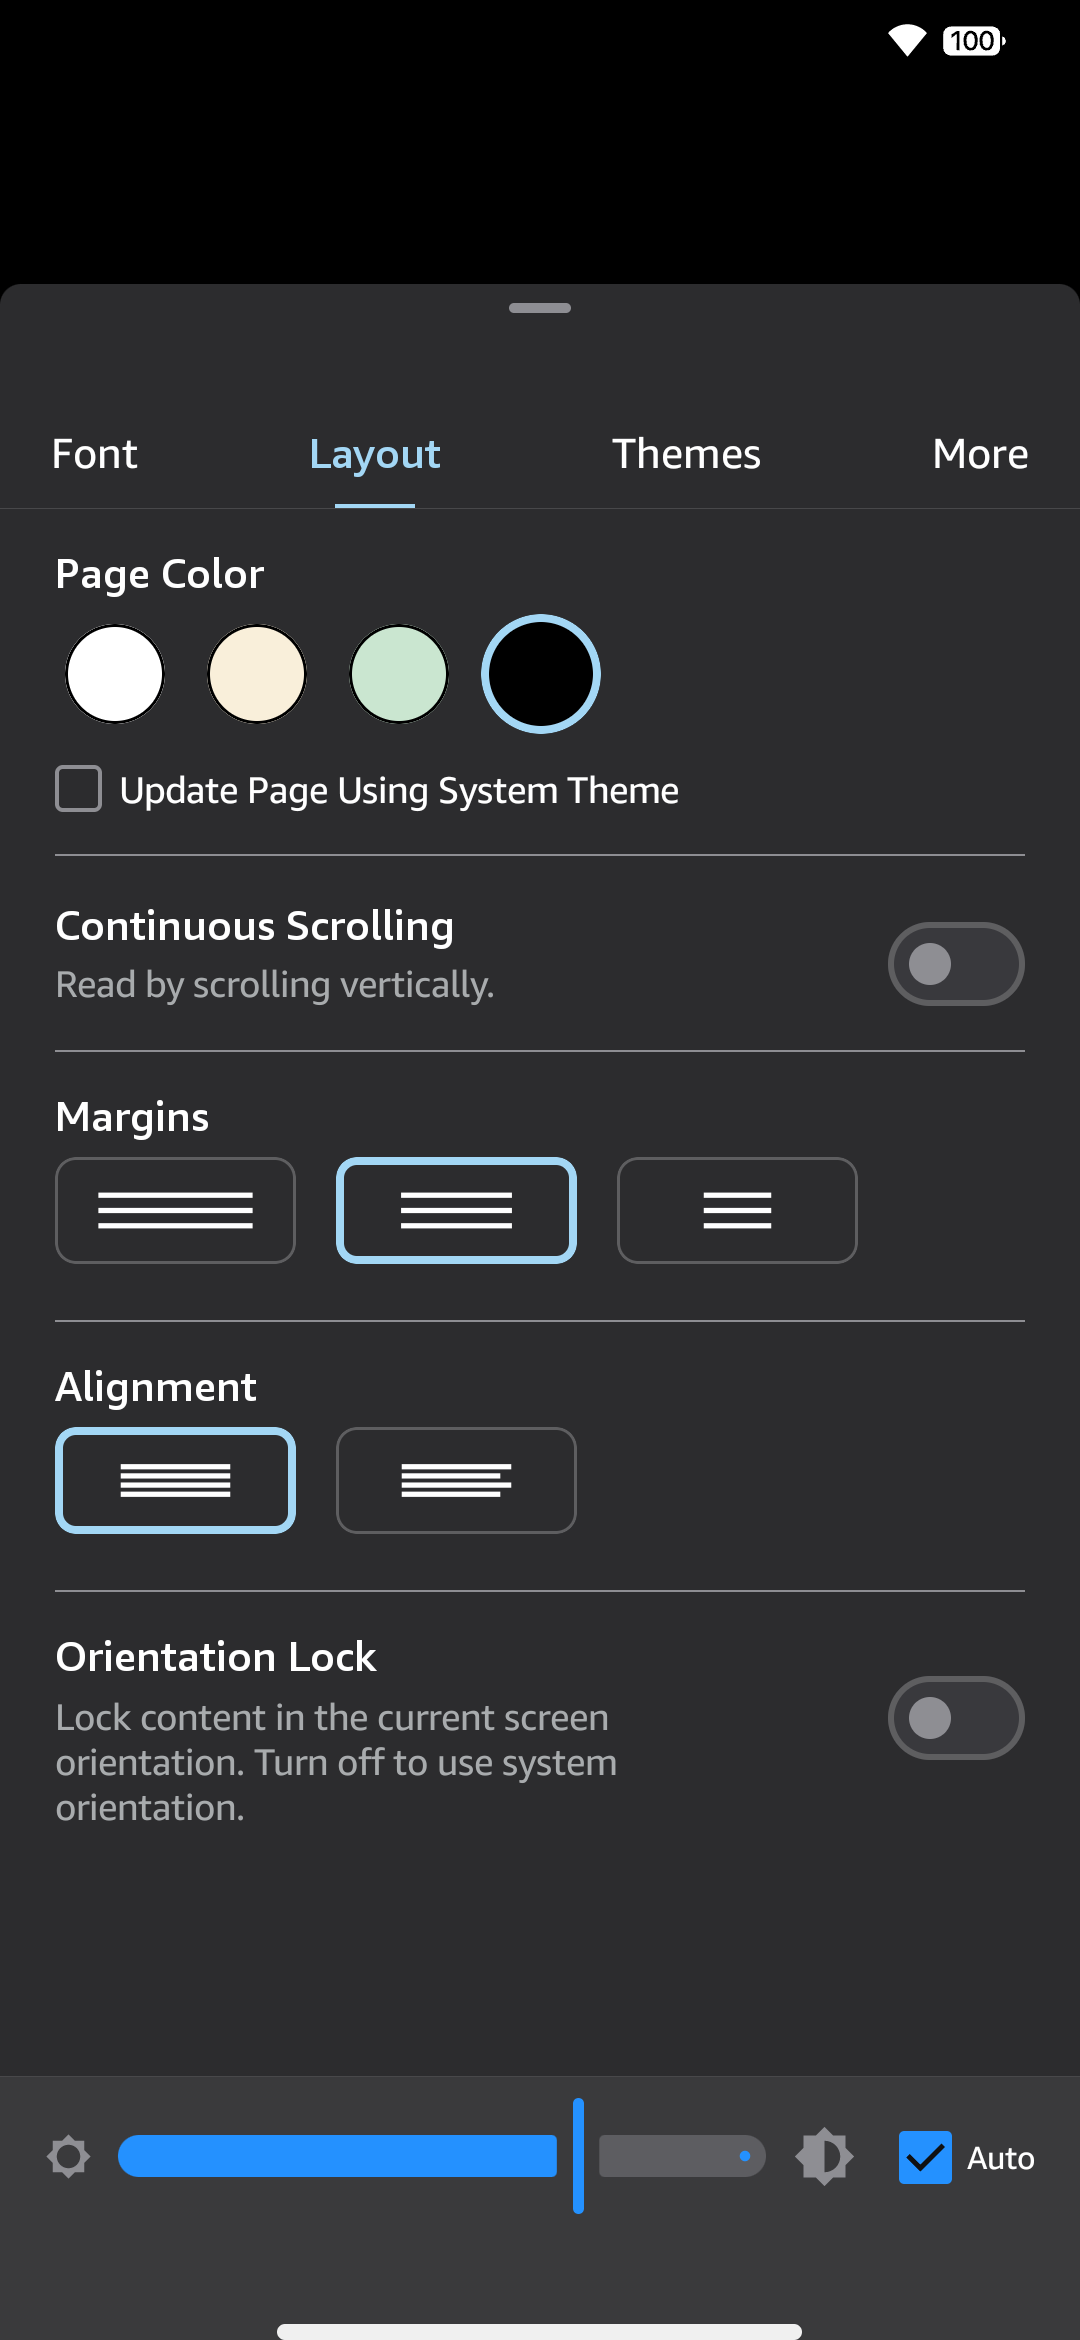 100
Font Layout Themes More
Page Color
Update Page Using System Theme
Continuous Scrolling
Read by scrolling vertically.
Margins
Alignment
Orientation Lock
Lock content in the current screen
orientation. Turn off to use system
orientation.
Auto